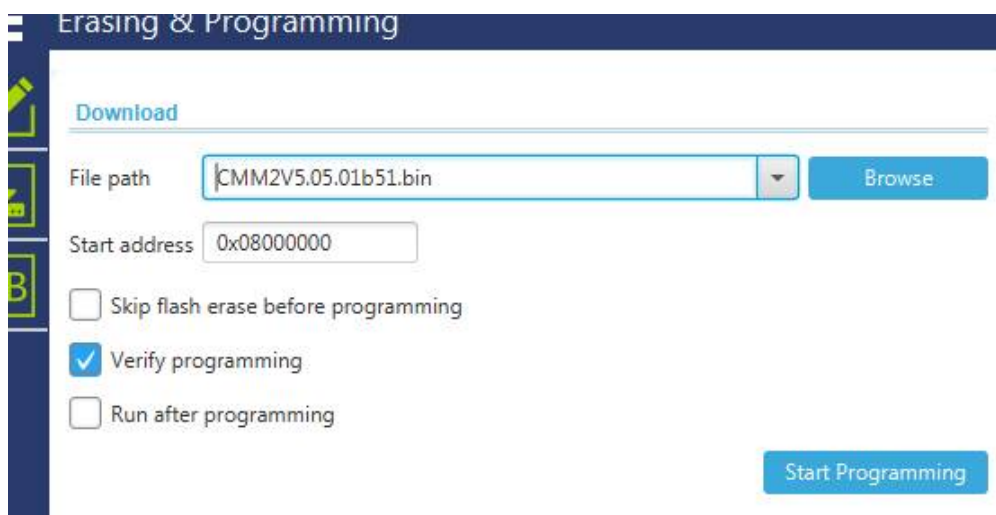 Erasing & Programming
Download
File path CMM2V5.05.01b51.bin Browse
Start address 0x08000000
Skip flash erase before programming
Verify programming
Run after programming
Start Programming
B